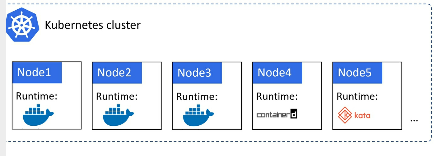 Kubernetes cluster
Node1
Node2
Node3
Node4
Node5
Runtime:
Runtime:
Runtime:
Runtime:
Runtime:
containerd
kata
...